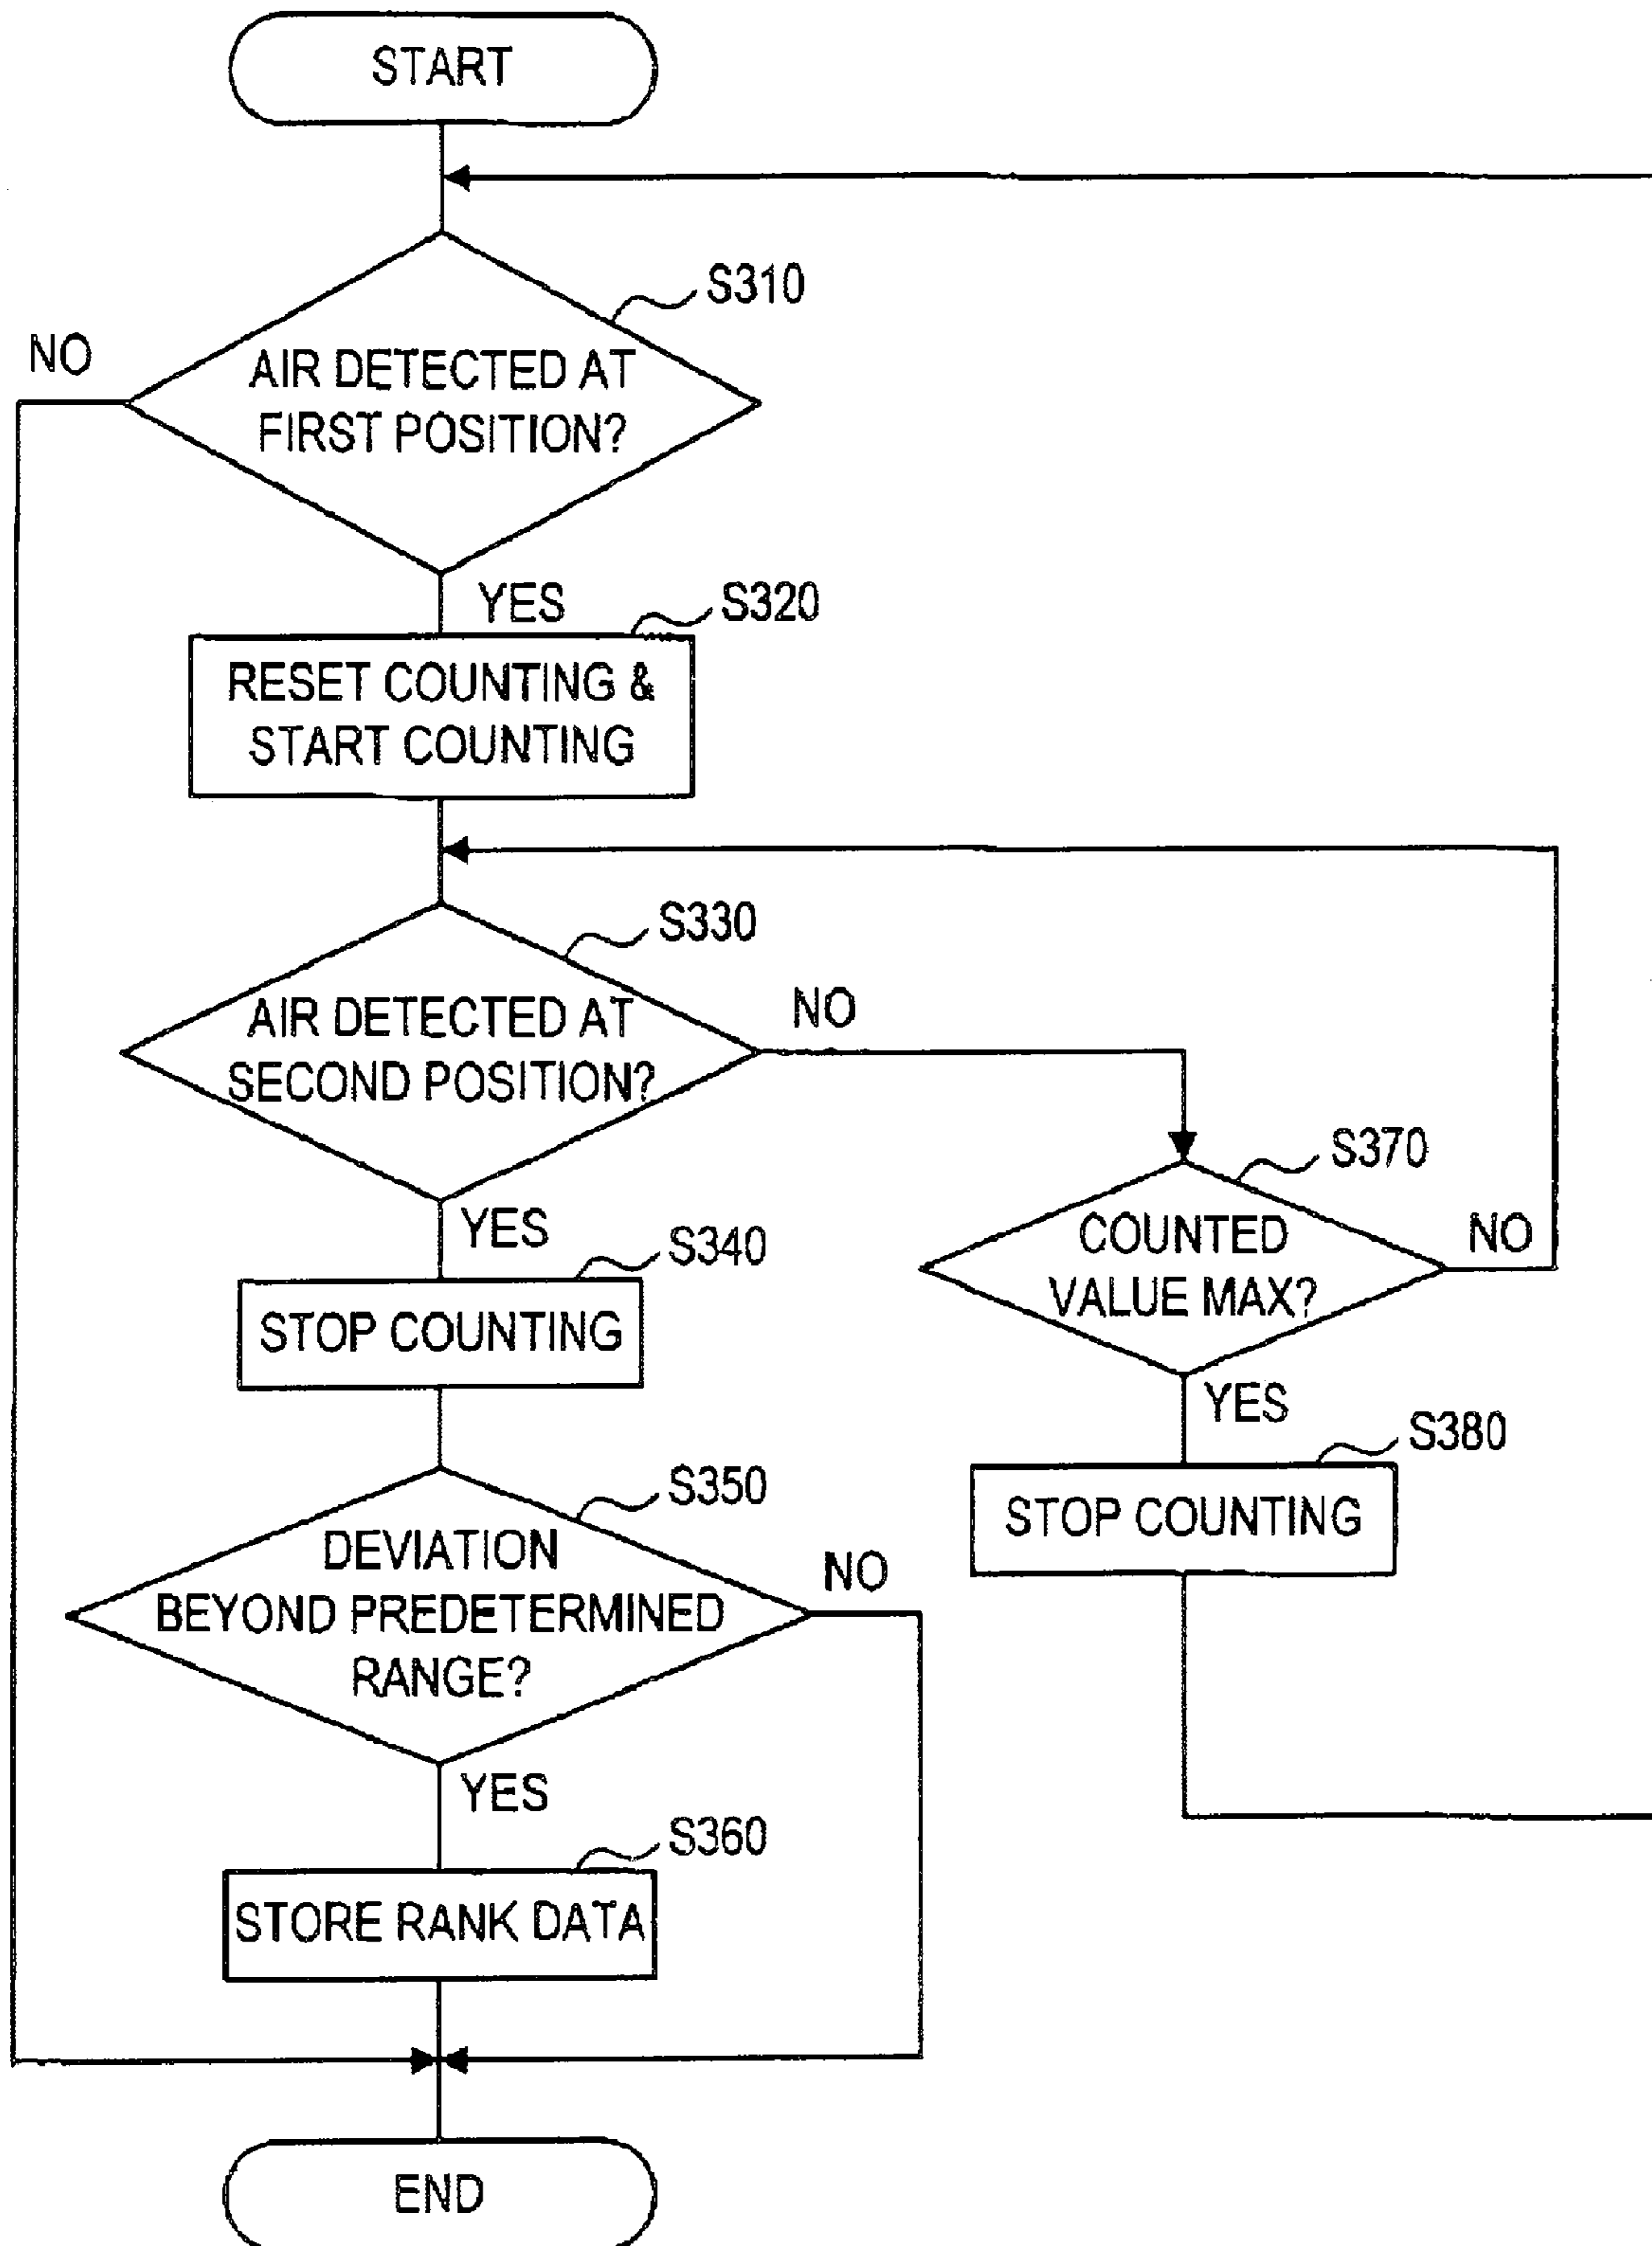 START
S310
NO
AIR DETECTED AT
FIRST POSITION?
YES
S320
RESET COUNTING &
START COUNTING
S330
AIR DETECTED AT
SECOND POSITION?
NO
S370
COUNTED
VALUE MAX?
NO
YES
S340
STOP COUNTING
YES
S380
STOP COUNTING
S350
DEVIATION
BEYOND PREDETERMINED
RANGE?
NO
YES
S360
STORE RANK DATA
END